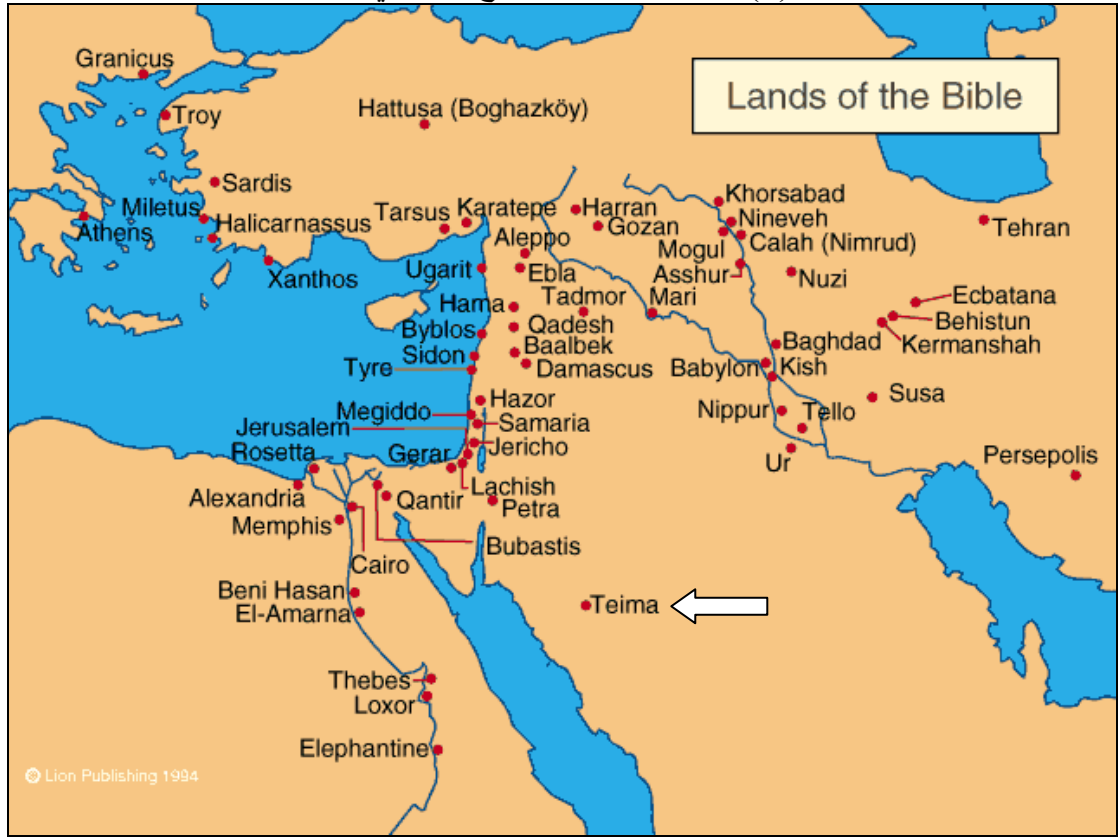 Lands of the Bible
Granicus
Troy
Hattusa (Boghazköy)
Sardis
Miletus
Halicarnassus
Athens
Xanthos
Tarsus
Karatepe
Harran
Gozan
Khorsabad
Nineveh
Mogul
Calah (Nimrud)
Asshur
Nuzi
Tehran
Aleppo
Ugarit
Ebla
Hama
Tadmor
Mari
Ecbatana
Behistun
Kermanshah
Byblos
Qadesh
Baalbek
Sidon
Tyre
Damascus
Baghdad
Babylon
Kish
Susa
Nippur
Tello
Ur
Persepolis
Hazor
Megiddo
Samaria
Jerusalem
Jericho
Rosetta
Gerar
Lachish
Alexandria
Qantir
Petra
Memphis
Bubastis
Cairo
Beni Hasan
El-Amarna
Teima
Thebes
Loxor
Elephantine
Lion Publishing 1994